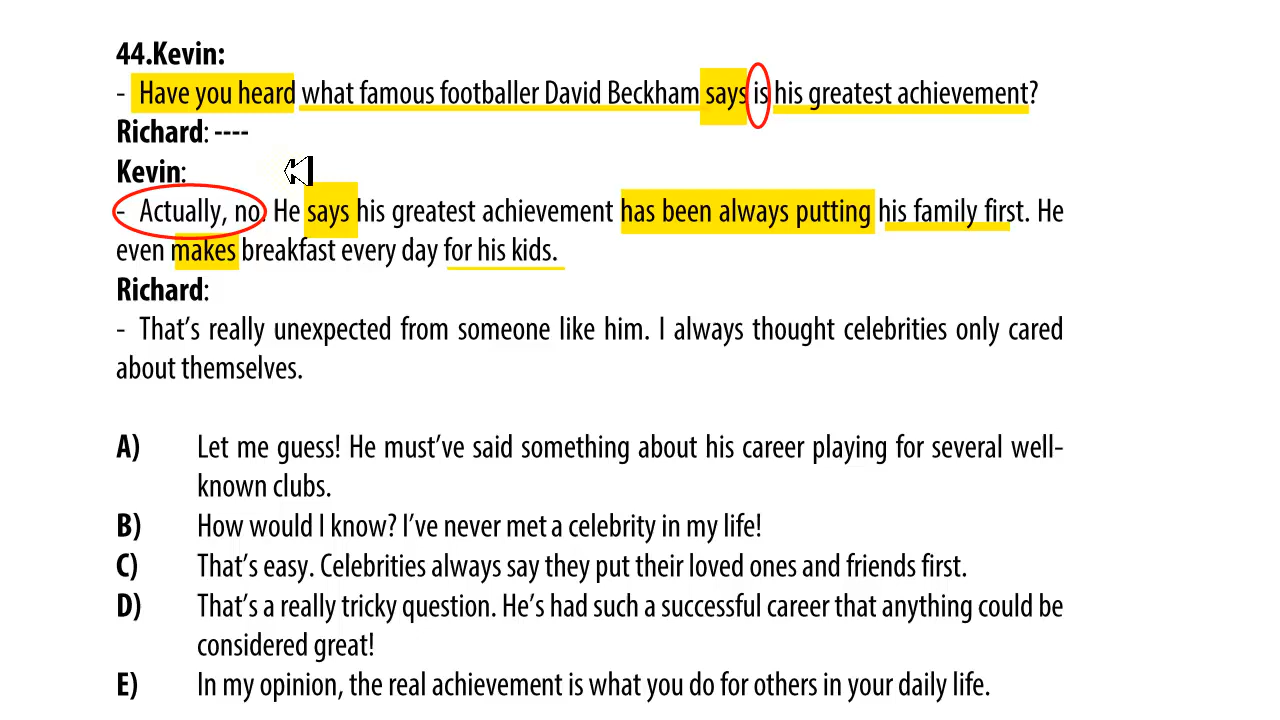 44.Kevin:
- Have you heard what famous footballer David Beckham says is his greatest achievement?
Richard: ----
Kevin:
- Actually, no. He says his greatest achievement has been always putting his family first. He
even makes breakfast every day for his kids.
Richard:
- That's really unexpected from someone like him. I always thought celebrities only cared
about themselves.
A) Let me guess! He must've said something about his career playing for several well-
known clubs.
B) How would I know? I've never met a celebrity in my life!
C) That's easy. Celebrities always say they put their loved ones and friends first.
D) That's a really tricky question. He's had such a successful career that anything could be
considered great!
E) In my opinion, the real achievement is what you do for others in your daily life.